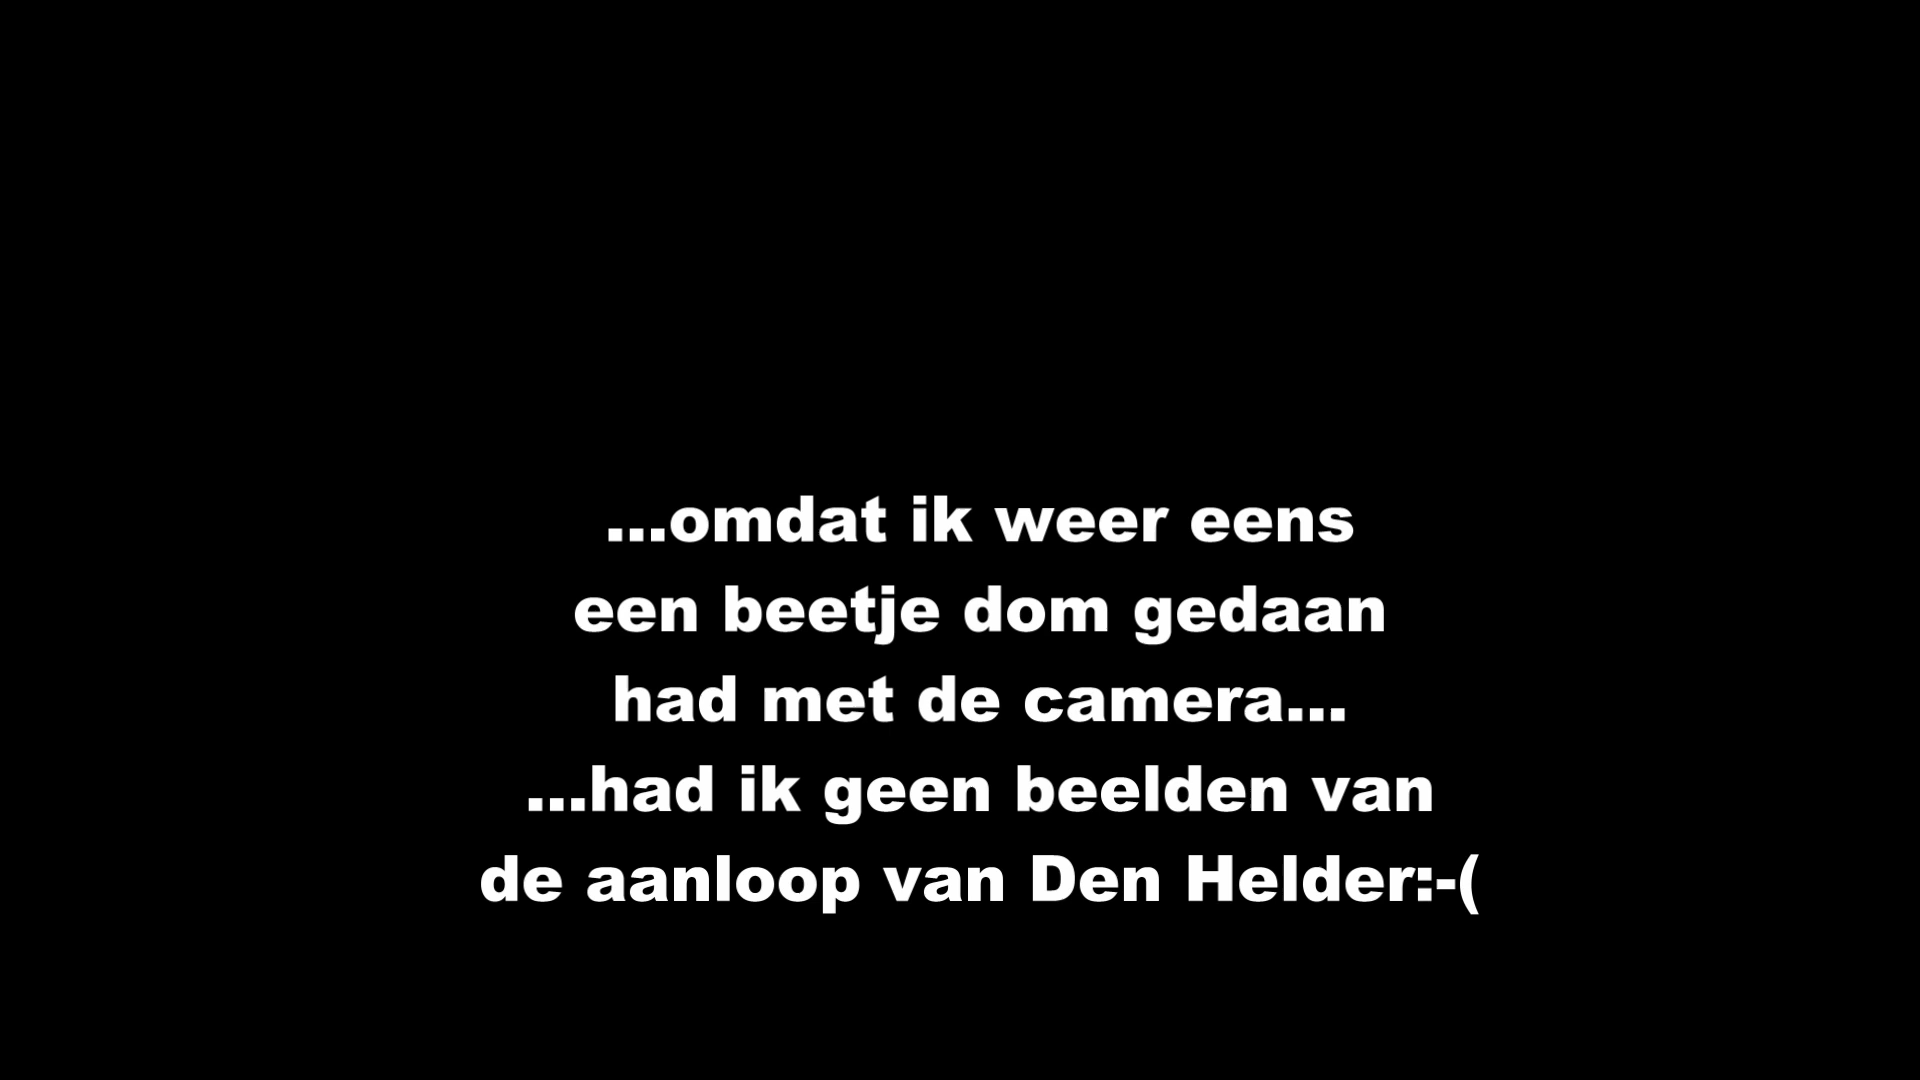 ...omdat ik weer eens
een beetje dom gedaan
had met de camera...
...had ik geen beelden van
de aanloop van Den Helder:-(